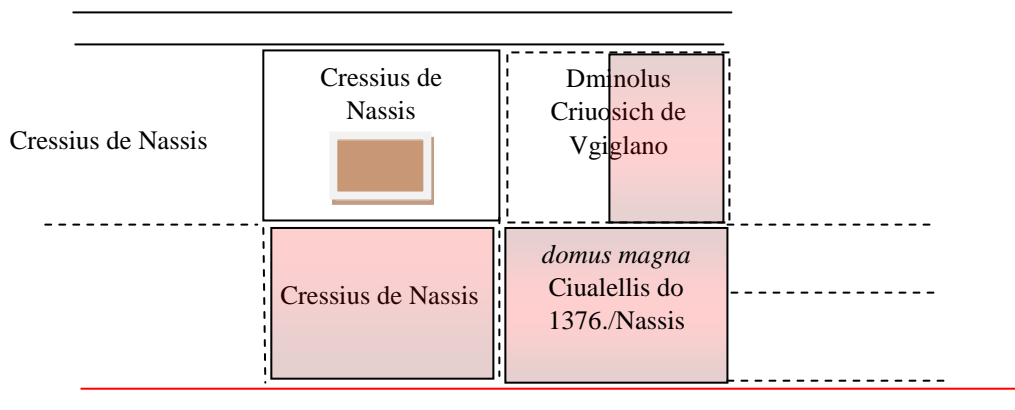 Cressius de Nassis
Cressius de
Nassis
Dminolus
Criuosich de
Vgiglano
Cressius de Nassis
domus magna
Ciualellis do
1376./Nassis